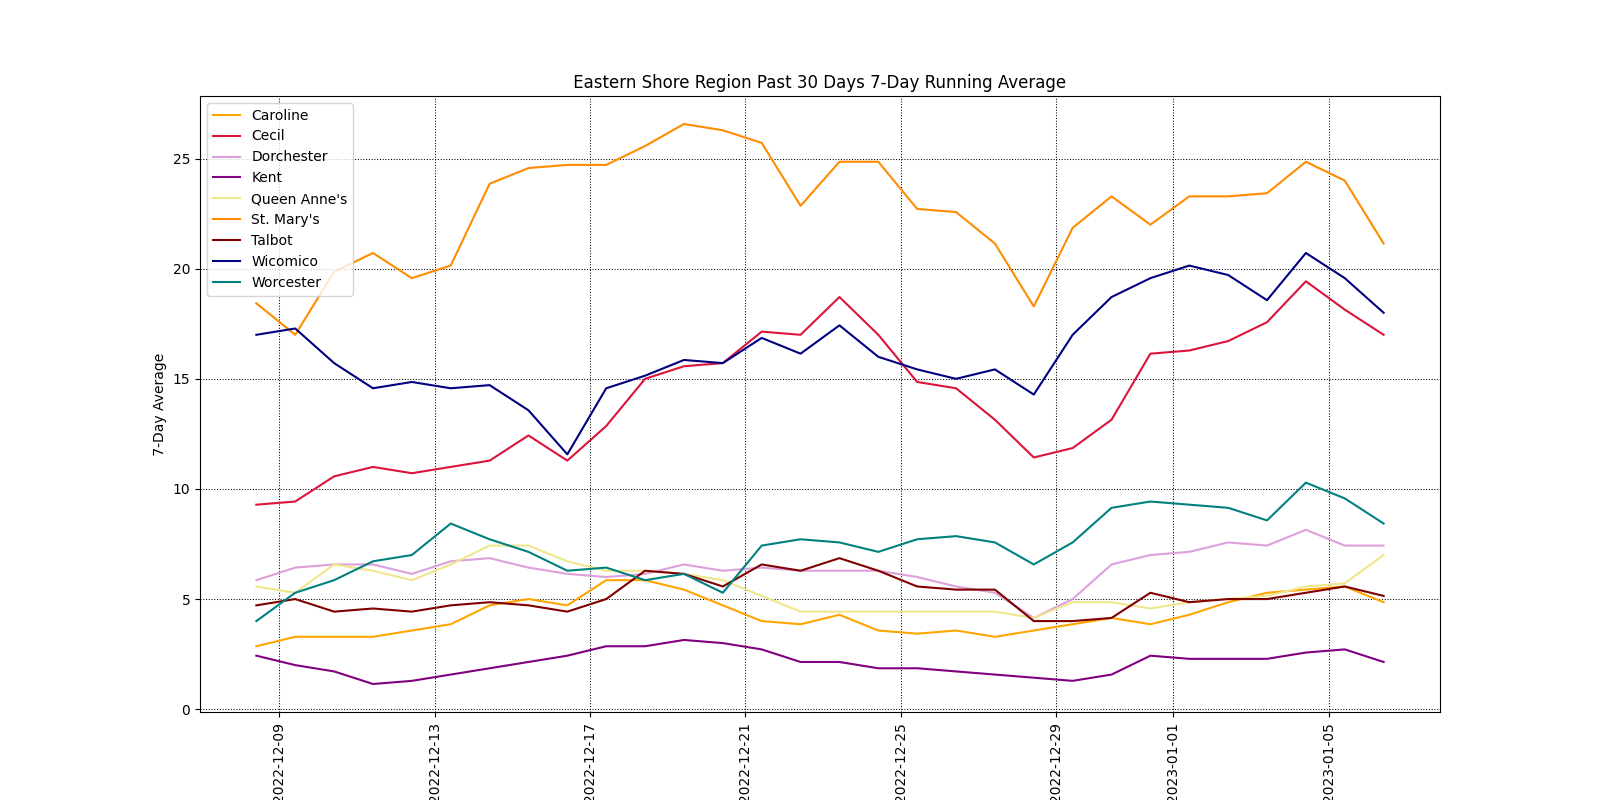 Eastern Shore Region Past 30 Days 7-Day Running Average
Caroline
Cecil
Dorchester
Kent
Queen Anne's
St. Mary's
Talbot
Wicomico
Worcester
7-Day Average
25
20
15
10
5
0
2022-12-09
2022-12-13
2022-12-17
2022-12-21
2022-12-25
2022-12-29
2023-01-01
2023-01-05